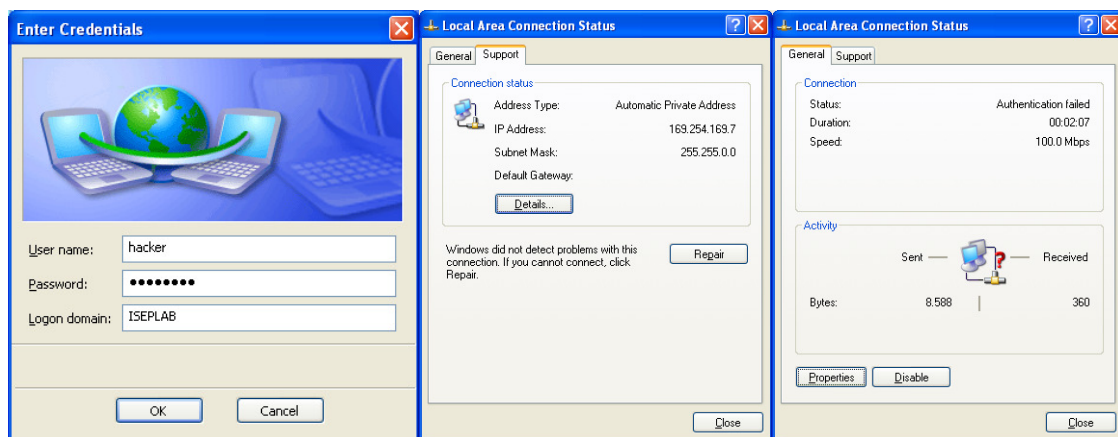 Enter Credentials
User name: hacker
Password: ••••••••
Logon domain: ISEPLAB
OK Cancel
Local Area Connection Status
General Support
Connection status
Address Type: Automatic Private Address
IP Address: 169.254.169.7
Subnet Mask: 255.255.0.0
Default Gateway:
Details...
Windows did not detect problems with this
connection. If you cannot connect, click
Repair.
Repair
Close
Local Area Connection Status
General Support
Connection
Status: Authentication failed
Duration: 00:02:07
Speed: 100.0 Mbps
Activity
Sent Received
Bytes: 8.588 360
Properties Disable
Close